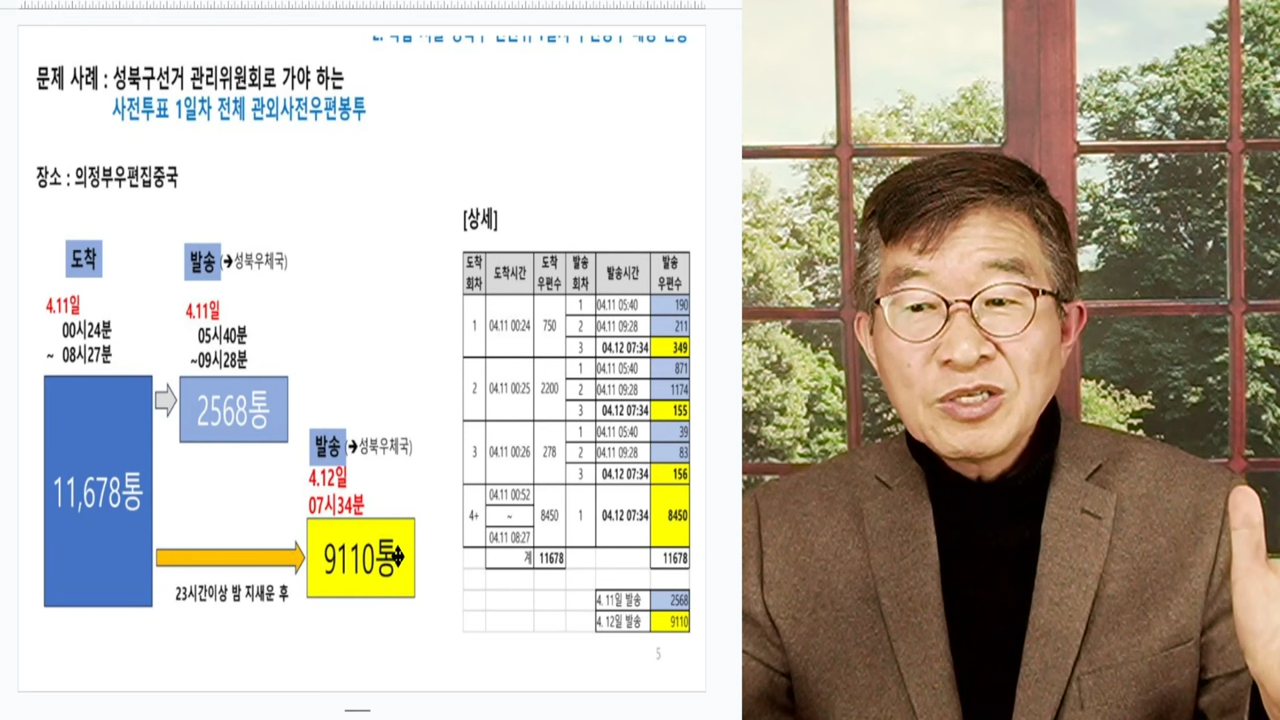 문제 사례 : 성북구선거 관리위원회로 가야 하는
사전투표 1일차 전체 관외사전우편봉투
장소 : 의정부우편집중국
도착
4.11일
00시24분
~ 08시27분
11,678통
발송 (→성북우체국)
4.11일
05시40분
~09시28분
2568통
발송 (→성북우체국)
4.12일
07시34분
9110통
23시간이상 밤 지새운 후
[상세]
도착회차 도착시간 도착우편수 발송회차 발송시간 발송우편수
1 04.11 00:24 750 1 04.11 05:40 190
2 04.11 09:28 211
3 04.12 07:34 349
2 04.11 00:25 2200 1 04.11 05:40 871
2 04.11 09:28 1174
3 04.12 07:34 155
3 04.11 00:26 278 1 04.11 05:40 39
2 04.11 09:28 83
3 04.12 07:34 156
4+ 04.11 00:52 ~ 04.11 08:27 8450 1 04.12 07:34 8450
계 11678 11678
4. 11일 발송 2568
4. 12일 발송 9110
5